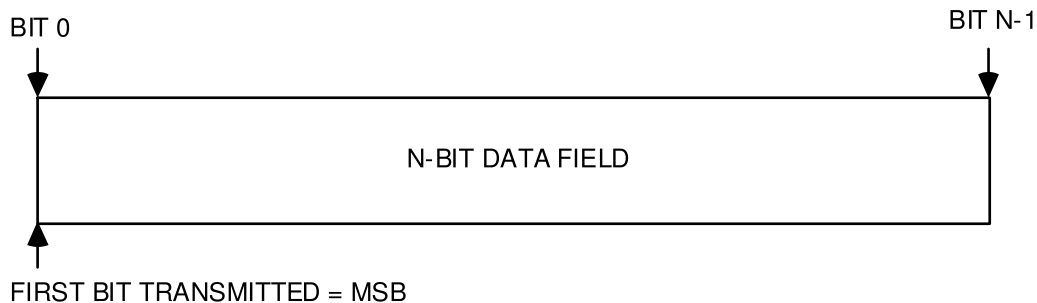 BIT 0
BIT N-1
N-BIT DATA FIELD
FIRST BIT TRANSMITTED = MSB